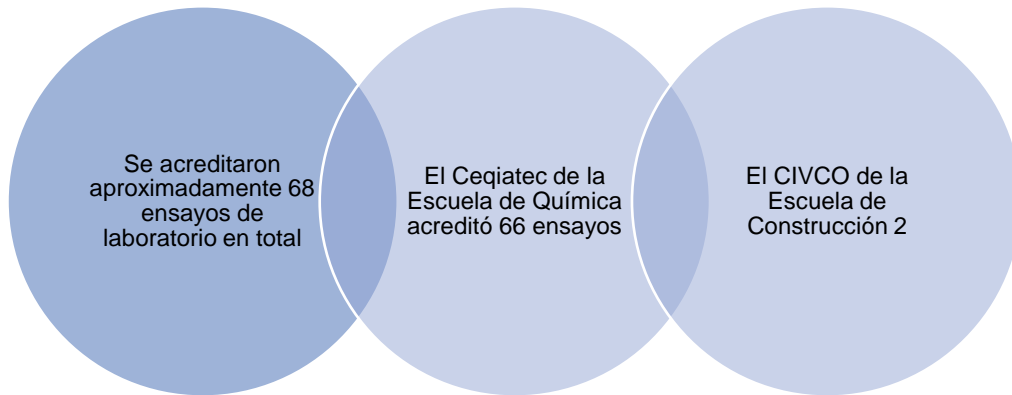 Se acreditaron
aproximadamente 68
ensayos de
laboratorio en total
El Ceqiatec de la
Escuela de Química
acreditó 66 ensayos
El CIVCO de la
Escuela de
Construcción 2